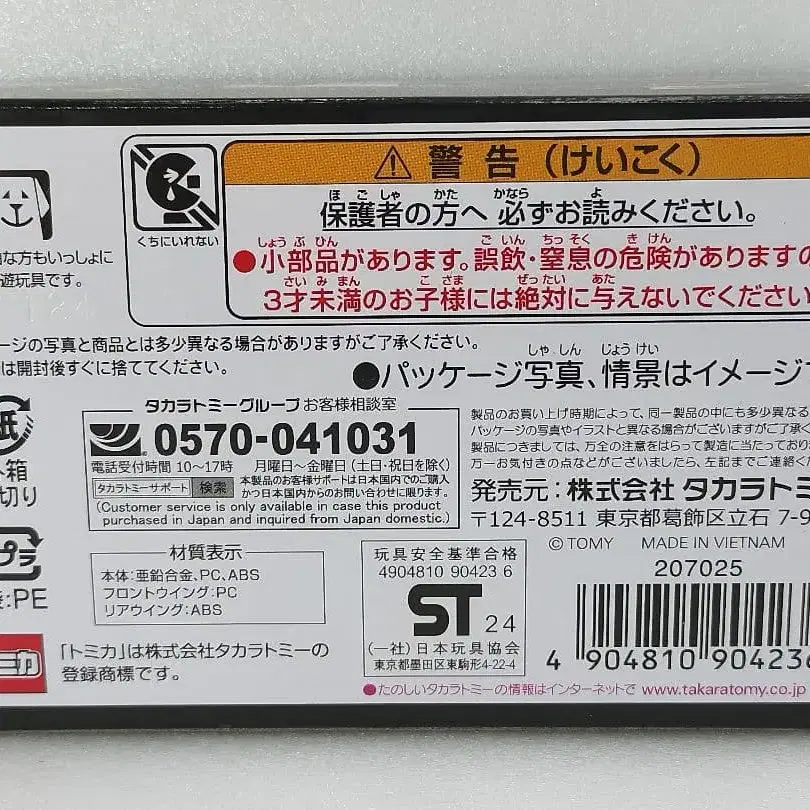 警告(けいこく)
くちにいれない
保護者の方へ 必ずお読みください。
ほごしゃ かた かなら よ
しょうぶひん ごいん ちっそく きけん
●小部品があります。誤飲・窒息の危険がありますの
さいみまん こさま ぜったい あた
3才未満のお子様には絶対に与えないでください
な方もいっしょに
遊玩具です。
ージの写真と商品とは多少異なる場合がありますがご了承ください。
は開封後すぐに捨ててください。
しゃしん じょうけい
●パッケージ写真、情景はイメージ
紙
箱
切り
プラ
:PE
タカラトミーグループお客様相談室
0570-041031
電話受付時間 10〜17時 月曜日〜金曜日(土日・祝日を除く)
タカラトミーサポート 検索 本製品のお客様サポートは日本国内でのご購入
かつ日本国内からのお問い合わせに限ります。
(Customer service is only available in case this product
purchased in Japan and inquired from Japan domestic.)
製品のお買い上げ時期によって、同一製品の中にも多少異なる
パッケージの写真やイラストと異なる場合がございますがご了承く
製品につきましては、万全の注意をはらって製造に当たってお
万一お気付きの点などがございましたら、左記までご連絡くだ
発売元:株式会社 タカラトミ
〒124-8511 東京都葛飾区立石 7-9
© TOMY MADE IN VIETNAM
207025
材質表示
本体:亜鉛合金、PC、ABS
フロントウイング:PC
リアウイング:ABS
玩具安全基準合格
4904810 90423 6
ST 24
(一社)日本玩具協会
東京都墨田区東駒形4-22-4
4 904810 904236
トミカ
「トミカ」は株式会社タカラトミーの
登録商標です。
●たのしいタカラトミーの情報はインターネットで www.takaratomy.co.jp